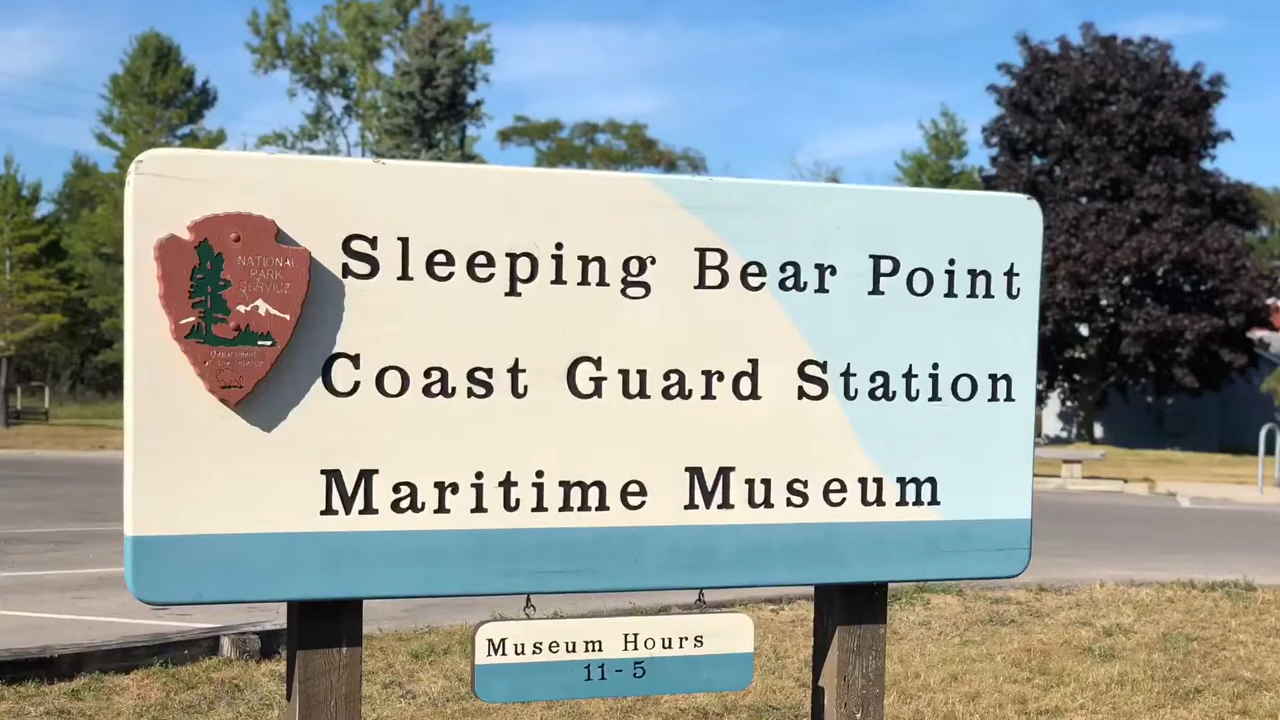 NATIONAL
PARK
SERVICE
Department
of the Interior
Sleeping Bear Point
Coast Guard Station
Maritime Museum
Museum Hours
11-5